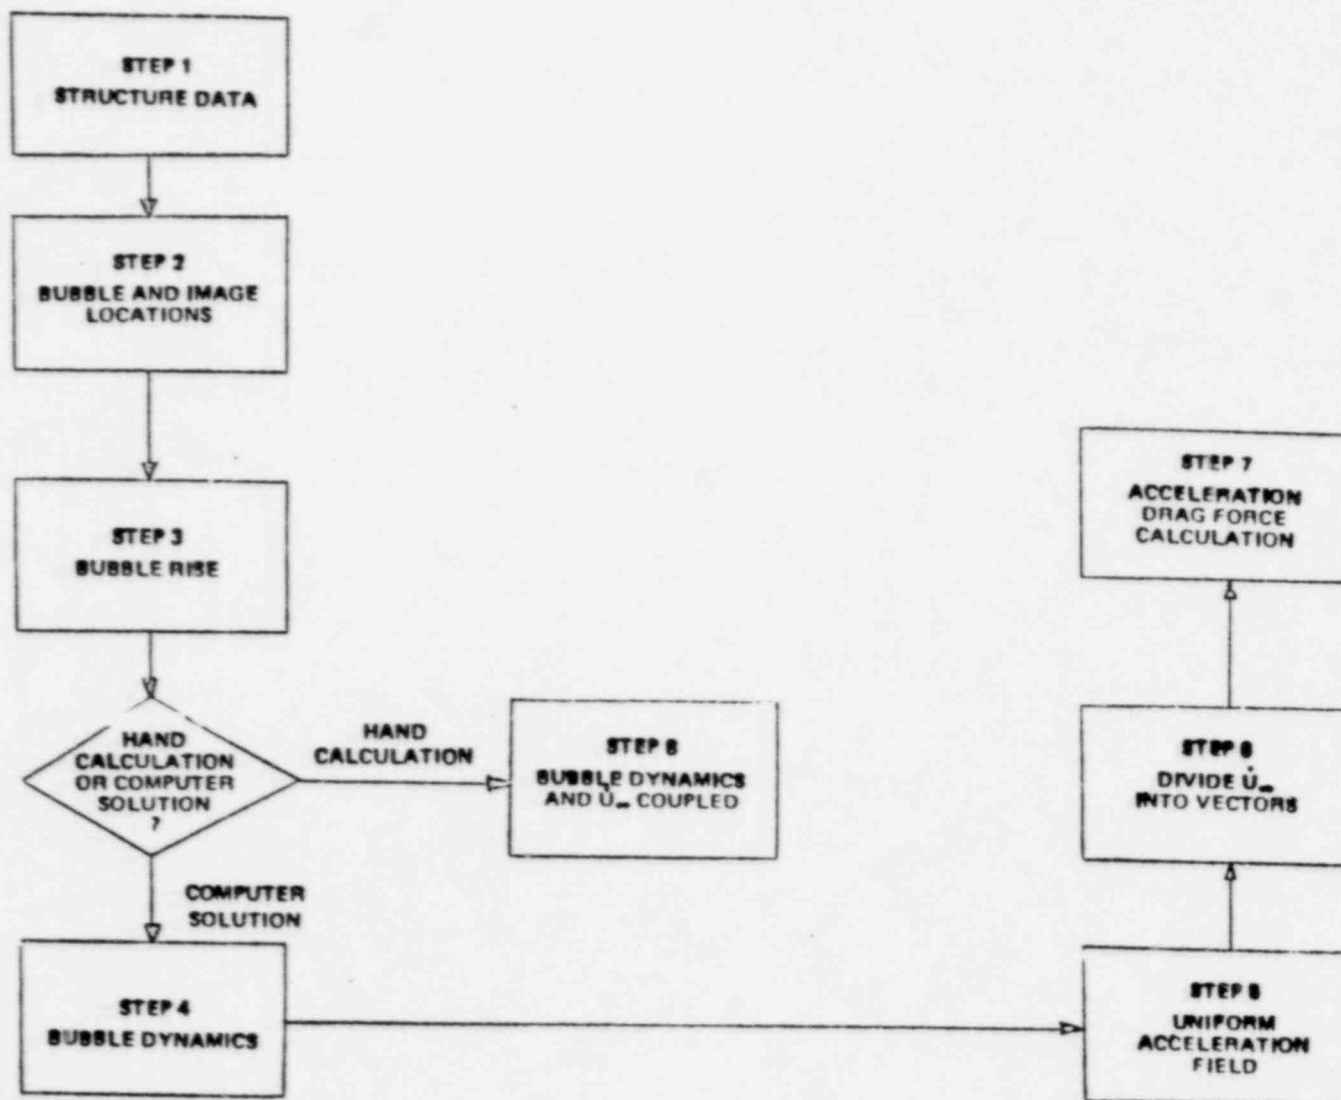 STEP 1
STRUCTURE DATA
STEP 2
BUBBLE AND IMAGE
LOCATIONS
STEP 3
BUBBLE RISE
HAND
CALCULATION
OR COMPUTER
SOLUTION
?
HAND
CALCULATION
COMPUTER
SOLUTION
STEP 4
BUBBLE DYNAMICS
BUBBLE DYNAMICS
AND U̇∞ COUPLED
STEP 7
ACCELERATION
DRAG FORCE
CALCULATION
DIVIDE U̇∞
INTO VECTORS
UNIFORM
ACCELERATION
FIELD